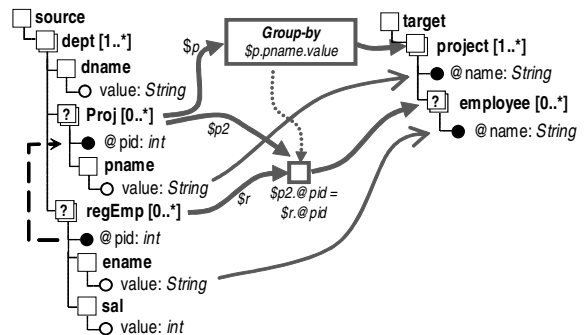 source
dept [1..*]
dname
value: String
Proj [0..*]
@pid: int
pname
value: String
regEmp [0..*]
@pid: int
ename
value: String
sal
value: int
$p
Group-by
$p.pname.value
$p2
$r
$p2.@pid =
$r.@pid
target
project [1..*]
@name: String
employee [0..*]
@name: String
?
?
?